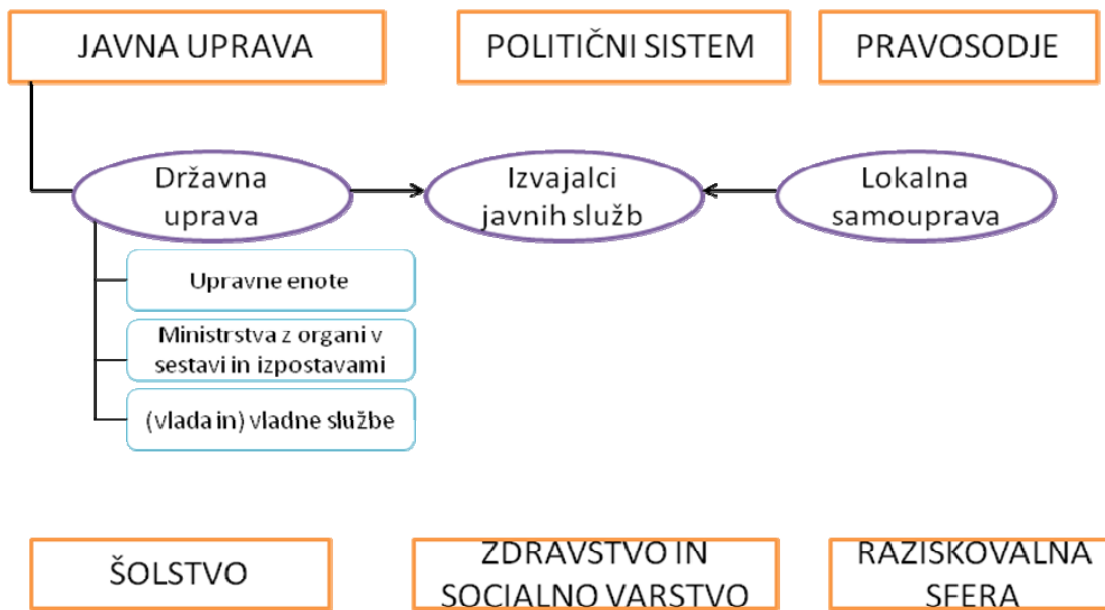 JAVNA UPRAVA
POLITIČNI SISTEM
PRAVOSODJE
Državna
uprava
Izvajalci
javnih služb
Lokalna
samouprava
Upravne enote
Ministrstva z organi v
sestavi in izpostavami
(vlada in) vladne službe
ŠOLSTVO
ZDRAVSTVO IN
SOCIALNO VARSTVO
RAZISKOVALNA
SFERA